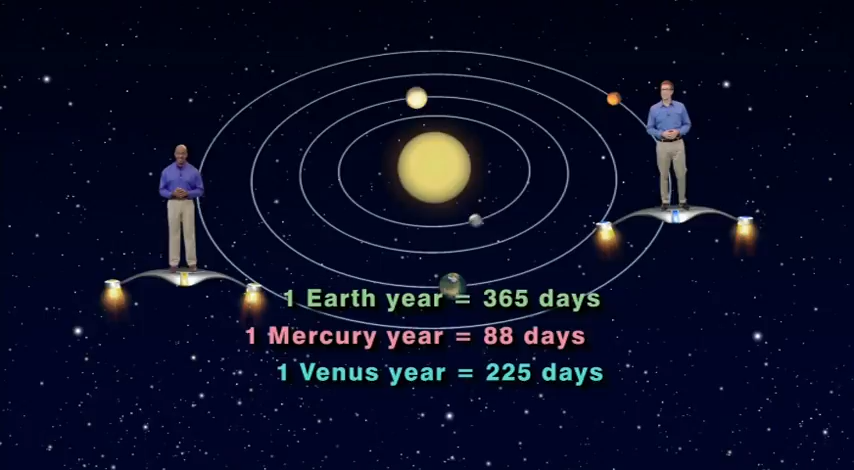 1 Earth year = 365 days
1 Mercury year = 88 days
1 Venus year = 225 days